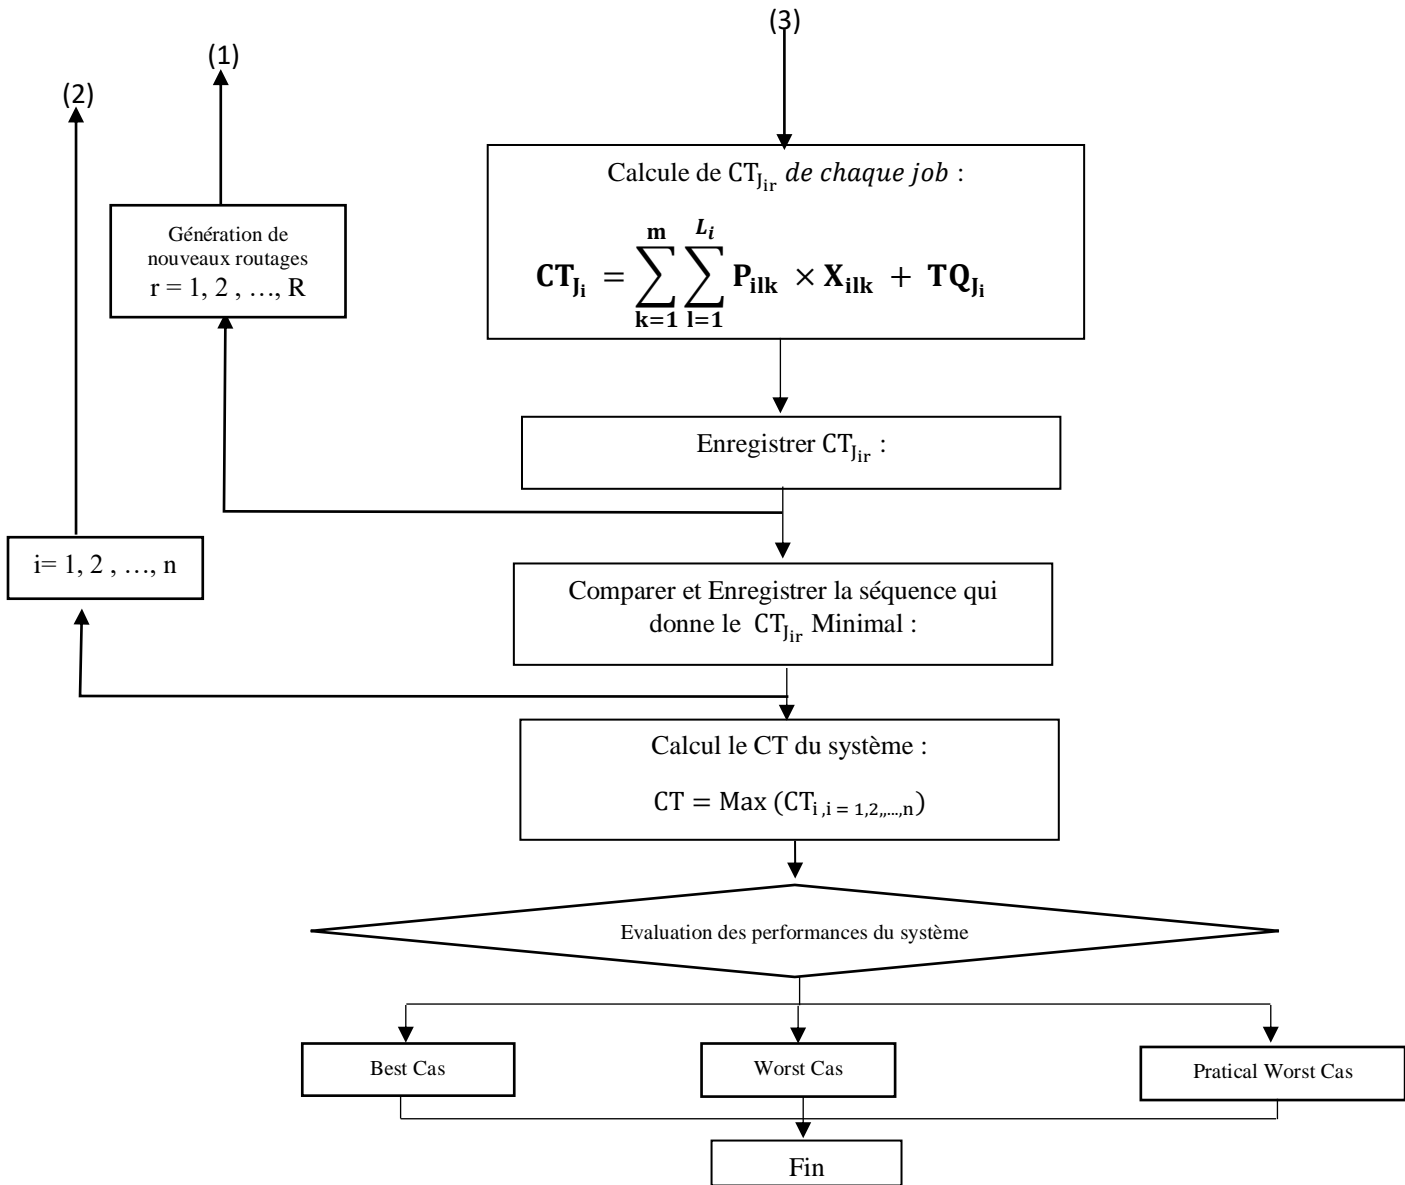 (3)
(1)
(2)
Calcule de CT_{J_{ir}} de chaque job :
CT_{J_i} = \sum_{k=1}^{m} \sum_{l=1}^{L_i} P_{ilk} × X_{ilk} + TQ_{J_i}
Génération de
nouveaux routages
r = 1, 2 , …, R
Enregistrer CT_{J_{ir}} :
i= 1, 2 , …, n
Comparer et Enregistrer la séquence qui
donne le CT_{J_{ir}} Minimal :
Calcul le CT du système :
CT = Max (CT_{i ,i = 1,2,,…,n})
Evaluation des performances du système
Best Cas
Worst Cas
Pratical Worst Cas
Fin